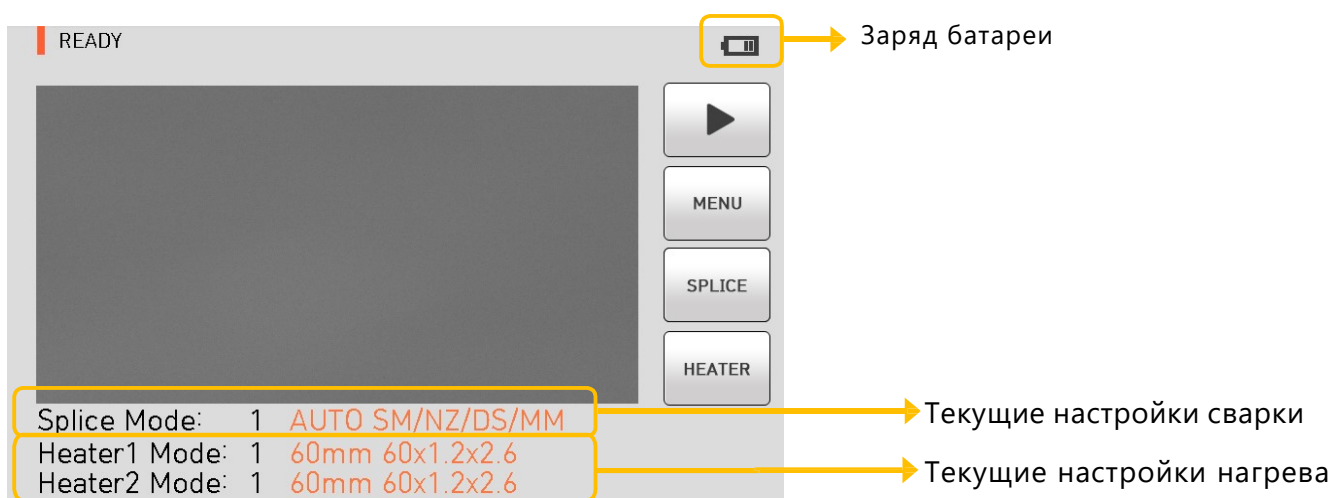 READY
Заряд батареи
MENU
SPLICE
HEATER
Splice Mode: 1 AUTO SM/NZ/DS/MM
Текущие настройки сварки
Heater1 Mode: 1 60mm 60x1.2x2.6
Heater2 Mode: 1 60mm 60x1.2x2.6
Текущие настройки нагрева